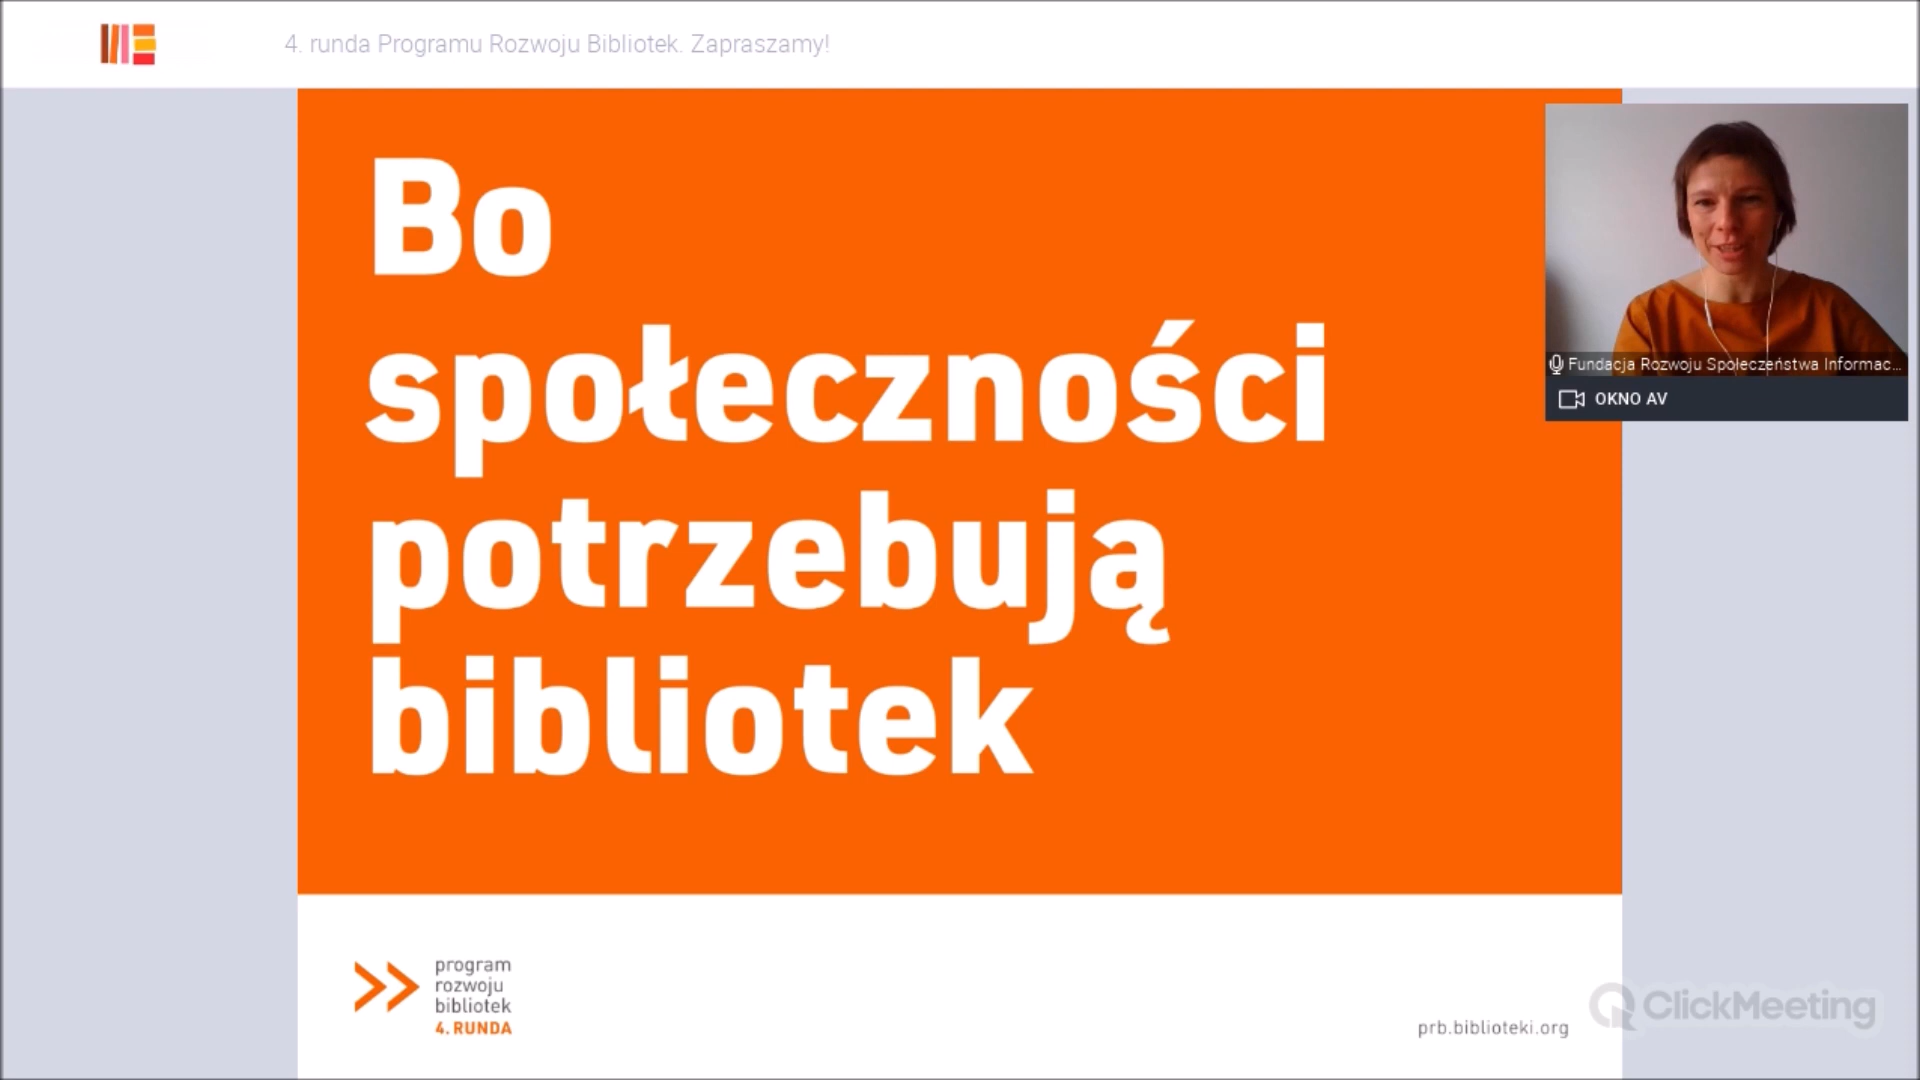 4. runda Programu Rozwoju Bibliotek. Zapraszamy!
Bo
społeczności
potrzebują
bibliotek
Fundacja Rozwoju Społeczeństwa Informac...
OKNO AV
program
rozwoju
bibliotek
4. RUNDA
prb.biblioteki.org
ClickMeeting